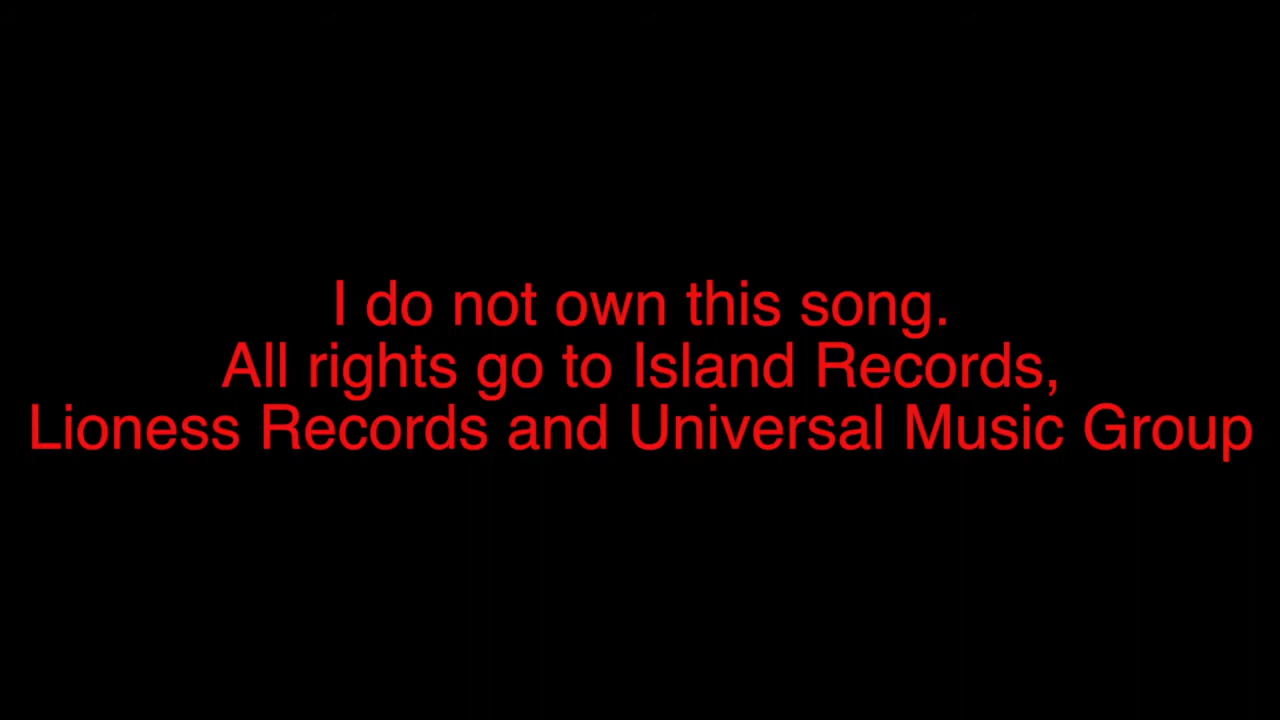 I do not own this song.
All rights go to Island Records,
Lioness Records and Universal Music Group